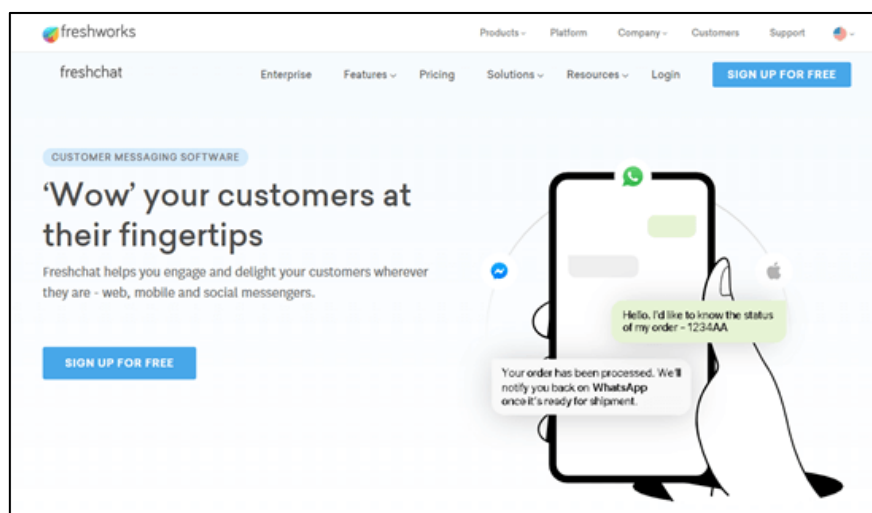 freshworks
Products
Platform
Company
Customers
Support
freshchat
Enterprise
Features
Pricing
Solutions
Resources
Login
SIGN UP FOR FREE
CUSTOMER MESSAGING SOFTWARE
‘Wow’ your customers at
their fingertips
Freshchat helps you engage and delight your customers wherever
they are - web, mobile and social messengers.
SIGN UP FOR FREE
Hello. I'd like to know the status
of my order - 1234AA
Your order has been processed. We'll
notify you back on WhatsApp
once it's ready for shipment.